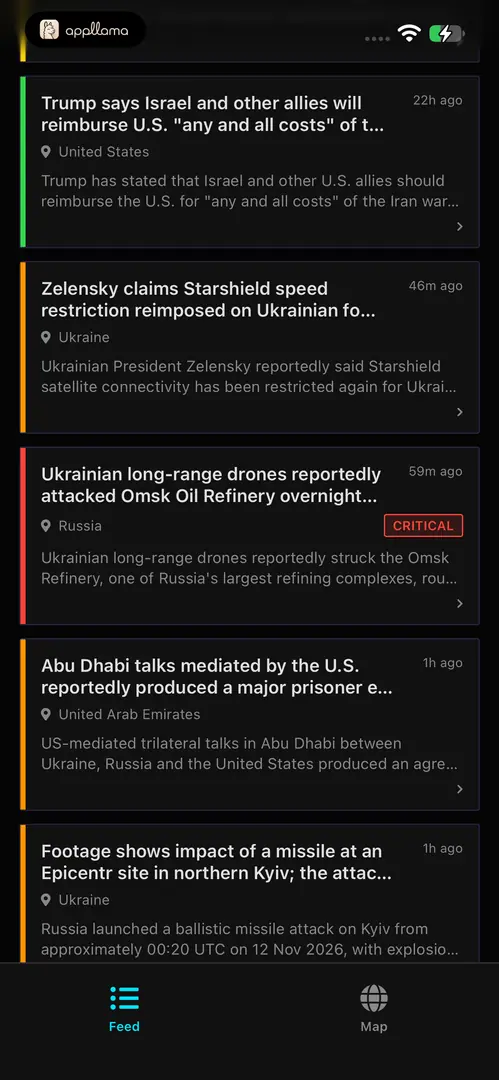 appllama
Trump says Israel and other allies will
22h ago
reimburse U.S. "any and all costs" of t...
United States
Trump has stated that Israel and other U.S. allies should
reimburse the U.S. for "any and all costs" of the Iran war...
Zelensky claims Starshield speed
46m ago
restriction reimposed on Ukrainian fo...
Ukraine
Ukrainian President Zelensky reportedly said Starshield
satellite connectivity has been restricted again for Ukrai...
Ukrainian long-range drones reportedly
59m ago
attacked Omsk Oil Refinery overnight...
Russia
CRITICAL
Ukrainian long-range drones reportedly struck the Omsk
Refinery, one of Russia's largest refining complexes, rou...
Abu Dhabi talks mediated by the U.S.
1h ago
reportedly produced a major prisoner e...
United Arab Emirates
US-mediated trilateral talks in Abu Dhabi between
Ukraine, Russia and the United States produced an agre...
Footage shows impact of a missile at an
1h ago
Epicentr site in northern Kyiv; the attac...
Ukraine
Russia launched a ballistic missile attack on Kyiv from
approximately 00:20 UTC on 12 Nov 2026, with explosio...
Feed
Map